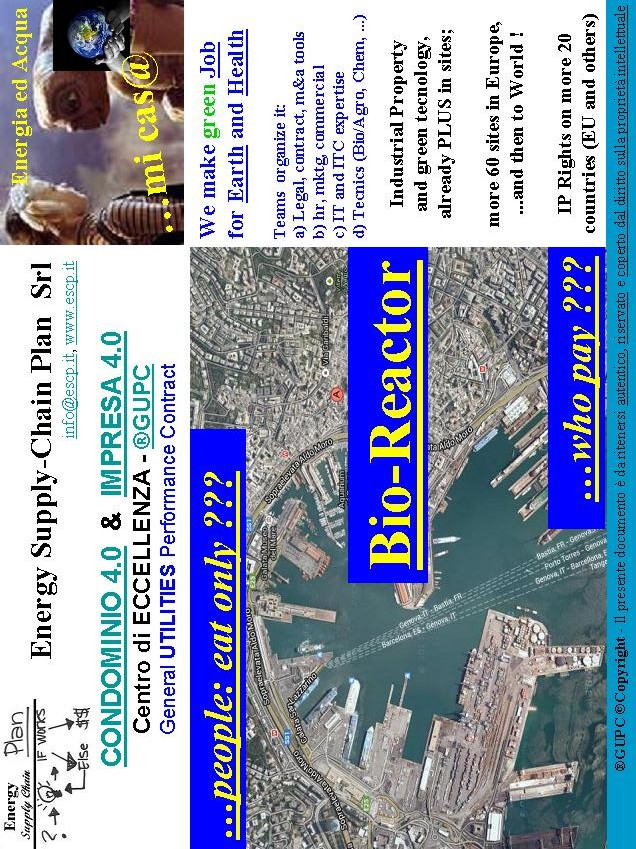 Energy
Supply Chain Plan
? IF WORKS
Else $$
Energy Supply-Chain Plan Srl
info@escp.it, www.escp.it
Energia ed Acqua
...mi cas@
CONDOMINIO 4.0 & IMPRESA 4.0
Centro di ECCELLENZA - ®GUPC
General UTILITIES Performance Contract
...people: eat only ???
Bio-Reactor
...who pay ???
Sopraelevata Aldo Moro
Via Garibaldi
Genova, IT - Bastia, FR
Barcelona, ES - Genova, IT
Bastia, FR - Genova,
Porto Torres - Genova,
Genova, IT - Barcelona,
We make green Job
for Earth and Health
Teams organize it
a) Legal, contract, m&a tools
b) hr, mktg, commercial
c) IT and ITC expertise
d) Tecnics (Bio/Agro, Chem, ...)
Industrial Property
and green tecnology,
already PLUS in sites;
more 60 sites in Europe,
...and then to World !
IP Rights on more 20
countries (EU and others)
®GUPC ©Copyright - Il presente documento è da ritenersi autentico, riservato e coperto dal diritto sulla proprietà intellettuale